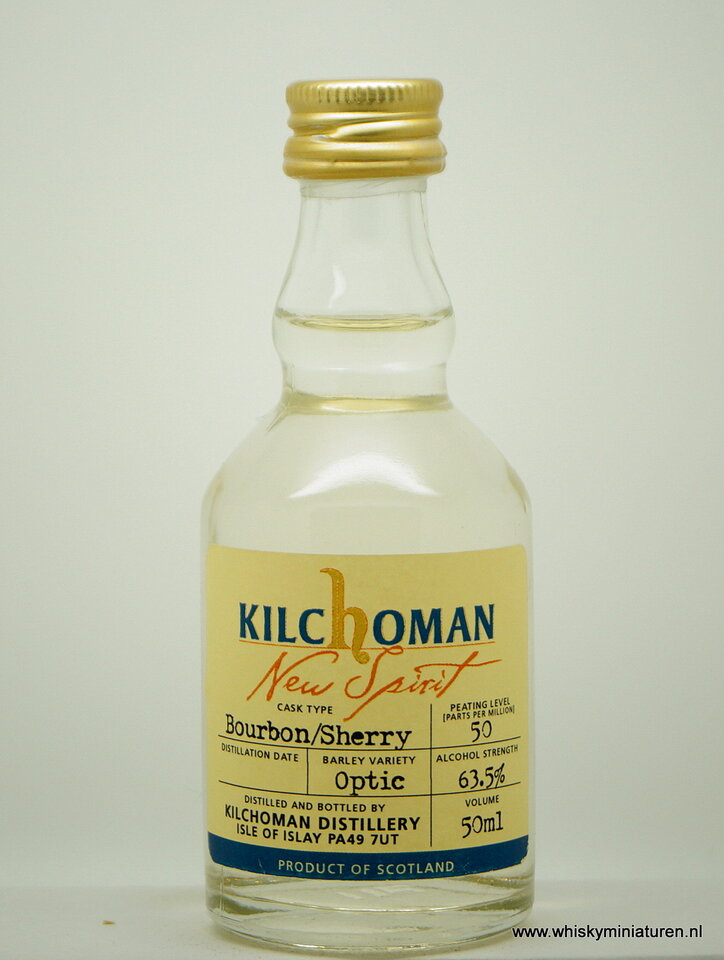 KILCHOMAN
New Spirit
CASK TYPE
Bourbon/Sherry
PEATING LEVEL
[PARTS PER MILLION]
50
DISTILLATION DATE
BARLEY VARIETY
Optic
ALCOHOL STRENGTH
63.5%
DISTILLED AND BOTTLED BY
KILCHOMAN DISTILLERY
ISLE OF ISLAY PA49 7UT
VOLUME
50ml
PRODUCT OF SCOTLAND
www.whiskyminiaturen.nl